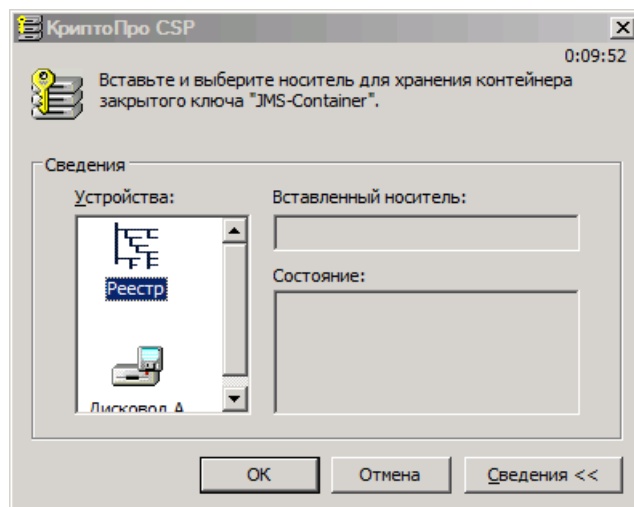 КриптоПро CSP
0:09:52
Вставьте и выберите носитель для хранения контейнера
закрытого ключа "JMS-Container".
Сведения
Устройства:
Вставленный носитель:
Реестр
Состояние:
Дисковод A
ОК
Отмена
Сведения <<